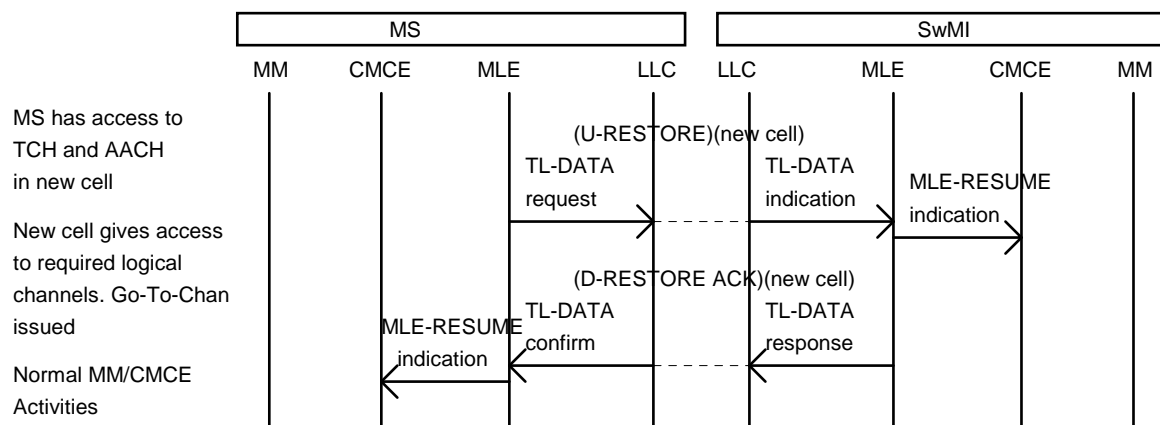 MS SwMI
MM CMCE MLE LLC LLC MLE CMCE MM
MS has access to
TCH and AACH
in new cell
(U-RESTORE)(new cell)
TL-DATA
request
TL-DATA
indication
MLE-RESUME
indication
New cell gives access
to required logical
channels. Go-To-Chan
issued
(D-RESTORE ACK)(new cell)
MLE-RESUME
indication
TL-DATA
confirm
TL-DATA
response
Normal MM/CMCE
Activities